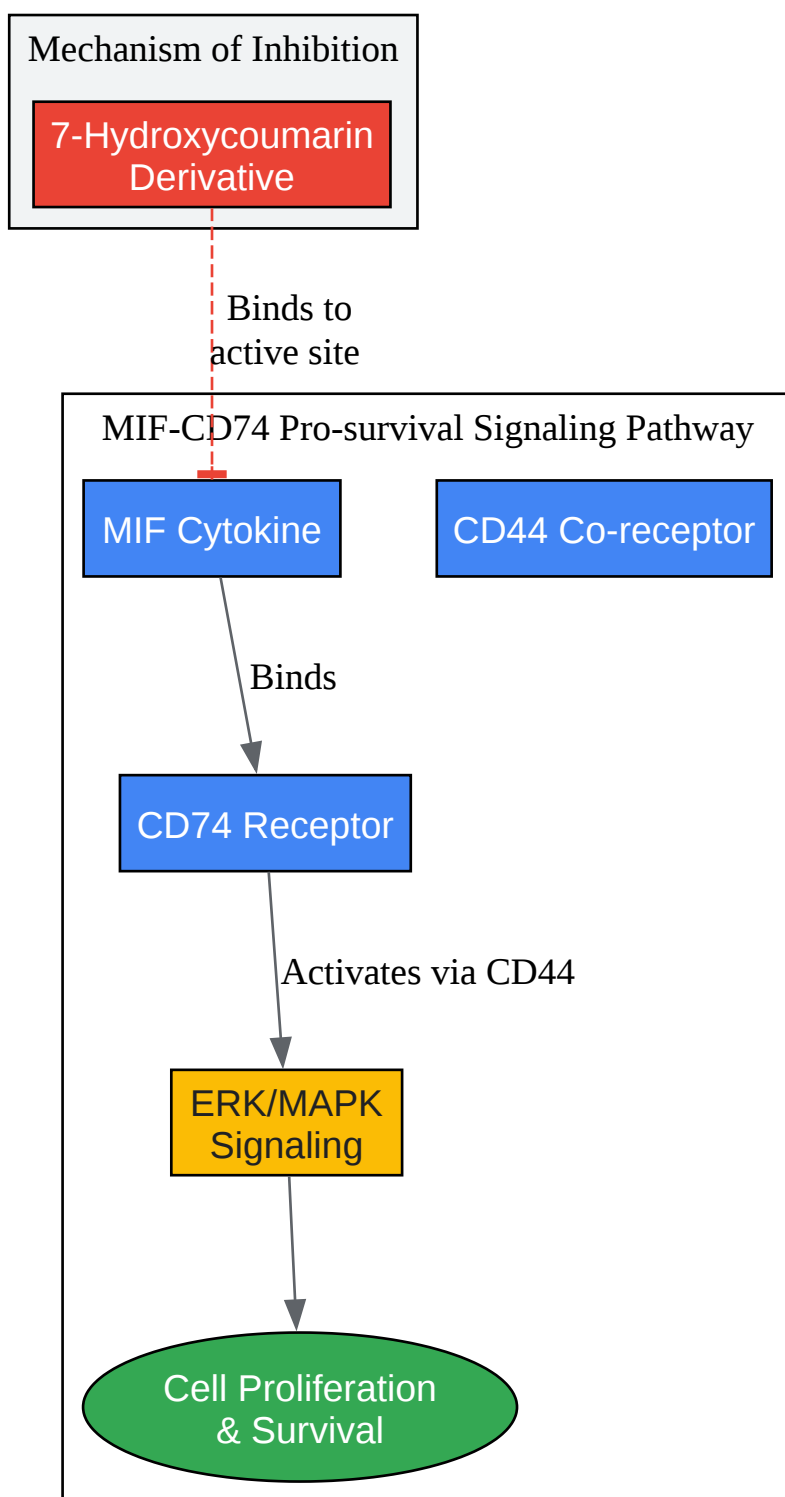 Mechanism of Inhibition
7-Hydroxycoumarin
Derivative
Binds to
active site
MIF-CD74 Pro-survival Signaling Pathway
MIF Cytokine
CD44 Co-receptor
Binds
CD74 Receptor
Activates via CD44
ERK/MAPK
Signaling
Cell Proliferation
& Survival